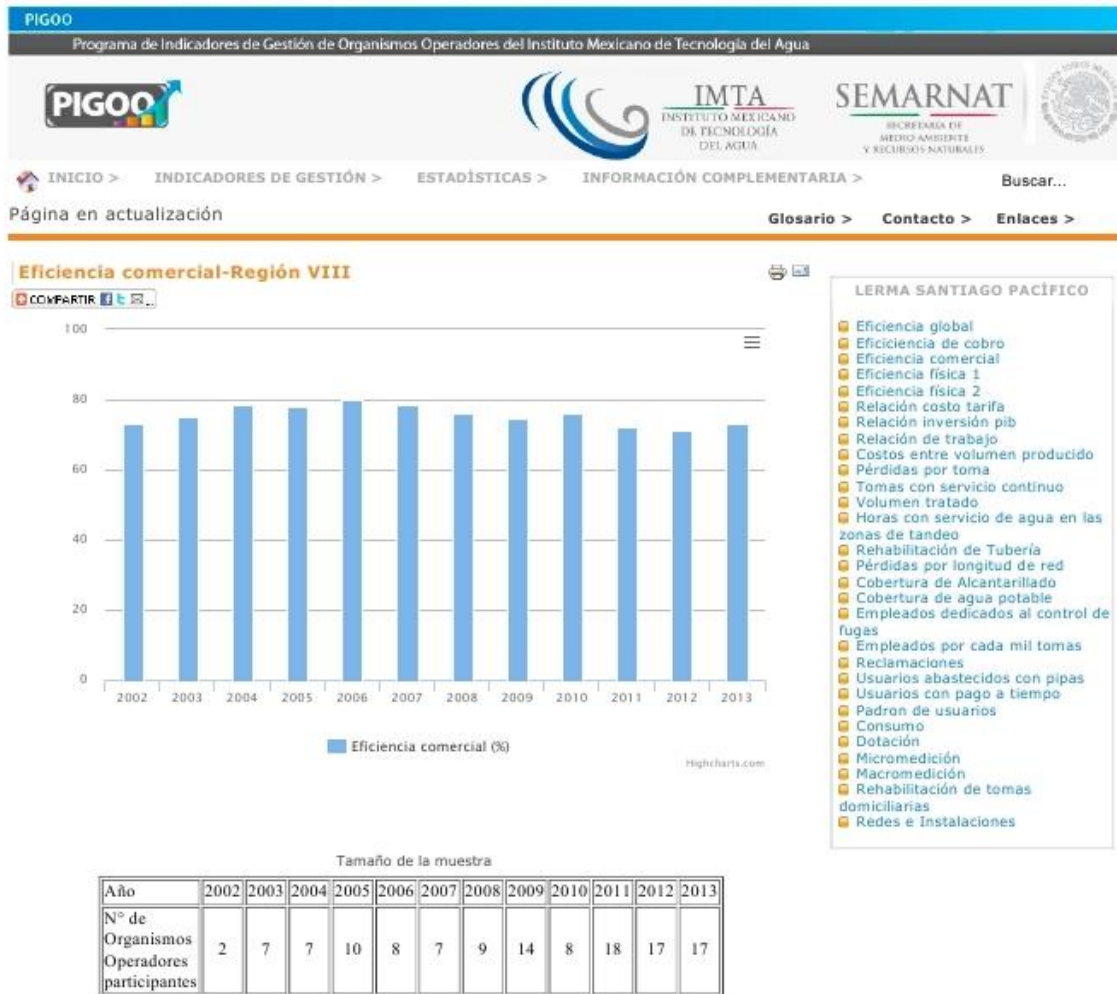 PIGOO
Programa de Indicadores de Gestión de Organismos Operadores del Instituto Mexicano de Tecnología del Agua
PIGOO
IMTA
INSTITUTO MEXICANO
DE TECNOLOGÍA
DEL AGUA
SEMARNAT
SECRETARÍA DE
MEDIO AMBIENTE
Y RECURSOS NATURALES
INICIO > INDICADORES DE GESTIÓN > ESTADÌSTICAS > INFORMACIÓN COMPLEMENTARIA > Buscar...
Página en actualización Glosario > Contacto > Enlaces >
Eficiencia comercial-Región VIII
COMPARTIR
100
80
60
40
20
0
2002 2003 2004 2005 2006 2007 2008 2009 2010 2011 2012 2013
Eficiencia comercial (%)
Highcharts.com
LERMA SANTIAGO PACÍFICO
Eficiencia global
Eficiciencia de cobro
Eficiencia comercial
Eficiencia física 1
Eficiencia física 2
Relación costo tarifa
Relación inversión pib
Relación de trabajo
Costos entre volumen producido
Pérdidas por toma
Tomas con servicio continuo
Volumen tratado
Horas con servicio de agua en las
zonas de tandeo
Rehabilitación de Tubería
Pérdidas por longitud de red
Cobertura de Alcantarillado
Cobertura de agua potable
Empleados dedicados al control de
fugas
Empleados por cada mil tomas
Reclamaciones
Usuarios abastecidos con pipas
Usuarios con pago a tiempo
Padron de usuarios
Consumo
Dotación
Micromedición
Macromedición
Rehabilitación de tomas
domiciliarias
Redes e Instalaciones
Tamaño de la muestra
Año 2002 2003 2004 2005 2006 2007 2008 2009 2010 2011 2012 2013
N° de
Organismos
Operadores
participantes
2 7 7 10 8 7 9 14 8 18 17 17